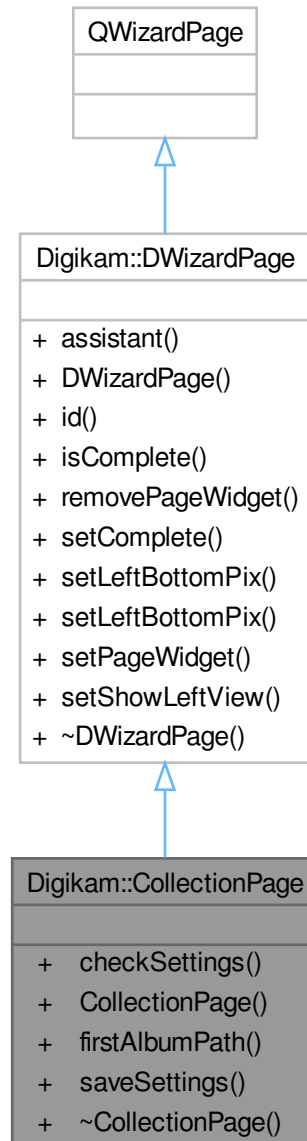 QWizardPage
Digikam::DWizardPage
+ assistant()
+ DWizardPage()
+ id()
+ isComplete()
+ removePageWidget()
+ setComplete()
+ setLeftBottomPix()
+ setLeftBottomPix()
+ setPageWidget()
+ setShowLeftView()
+ ~DWizardPage()
Digikam::CollectionPage
+ checkSettings()
+ CollectionPage()
+ firstAlbumPath()
+ saveSettings()
+ ~CollectionPage()